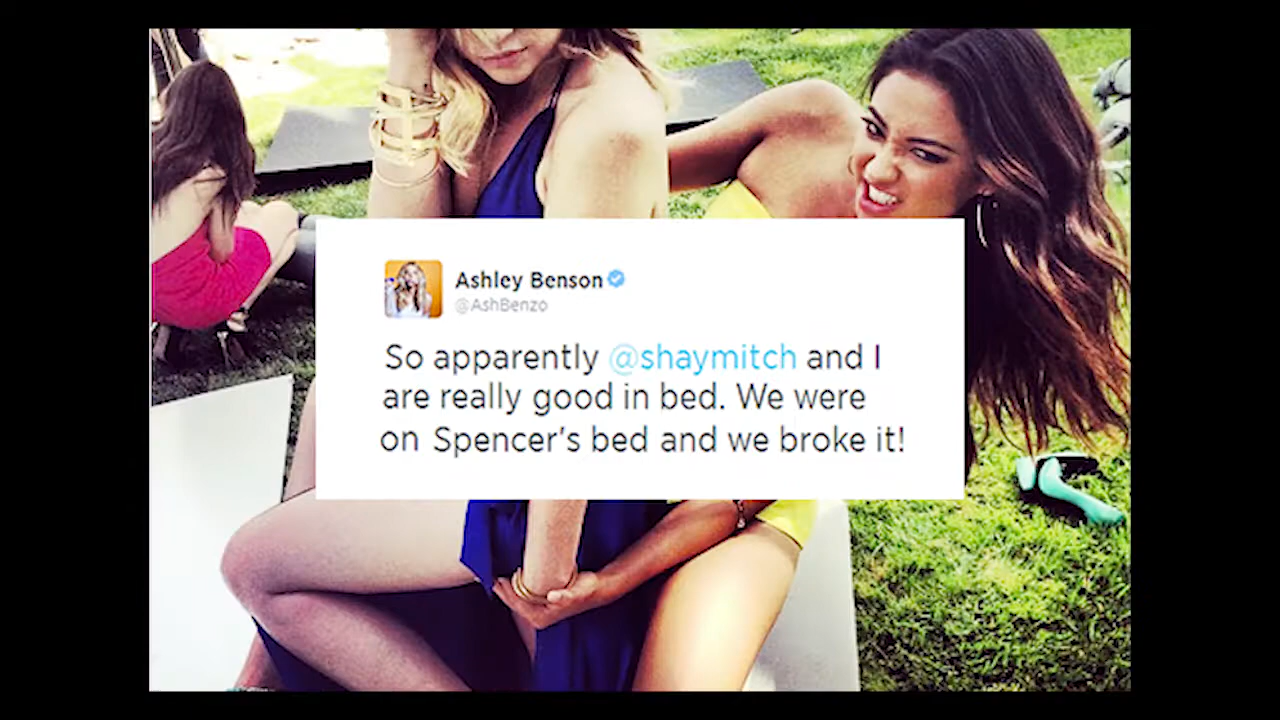 Ashley Benson
@AshBenzo
So apparently @shaymitch and I
are really good in bed. We were
on Spencer's bed and we broke it!